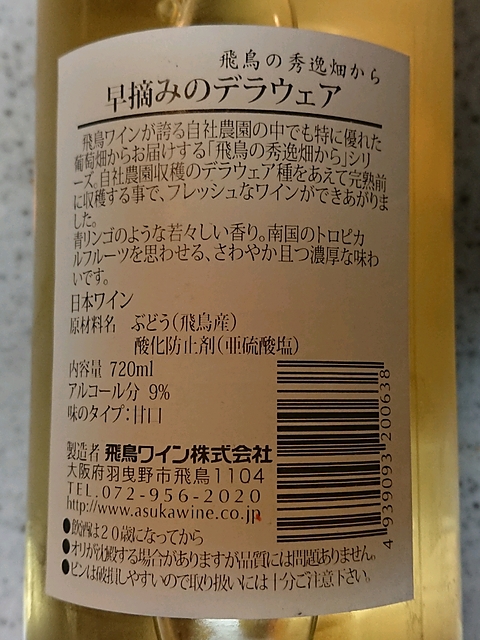 飛鳥の秀逸畑から
早摘みのデラウェア
飛鳥ワインが誇る自社農園の中でも特に優れた
葡萄畑からお届けする「飛鳥の秀逸畑から」シリ
ーズ。自社農園収穫のデラウェア種をあえて完熟前
に収穫する事で、フレッシュなワインができあがりま
した。
青リンゴのような若々しい香り。南国のトロピカ
ルフルーツを思わせる、さわやか且つ濃厚な味わ
いです。
日本ワイン
原材料名 ぶどう(飛鳥産)
酸化防止剤(亜硫酸塩)
内容量 720ml
アルコール分 9%
味のタイプ:甘口
製造者 飛鳥ワイン株式会社
大阪府羽曳野市飛鳥1104
TEL.072-956-2020
http://www.asukawine.co.jp
●飲酒は20歳になってから
●オリが沈殿する場合がありますが品質には問題ありません。
●ビンは破損しやすいので取り扱いには十分ご注意下さい。
4939093200638